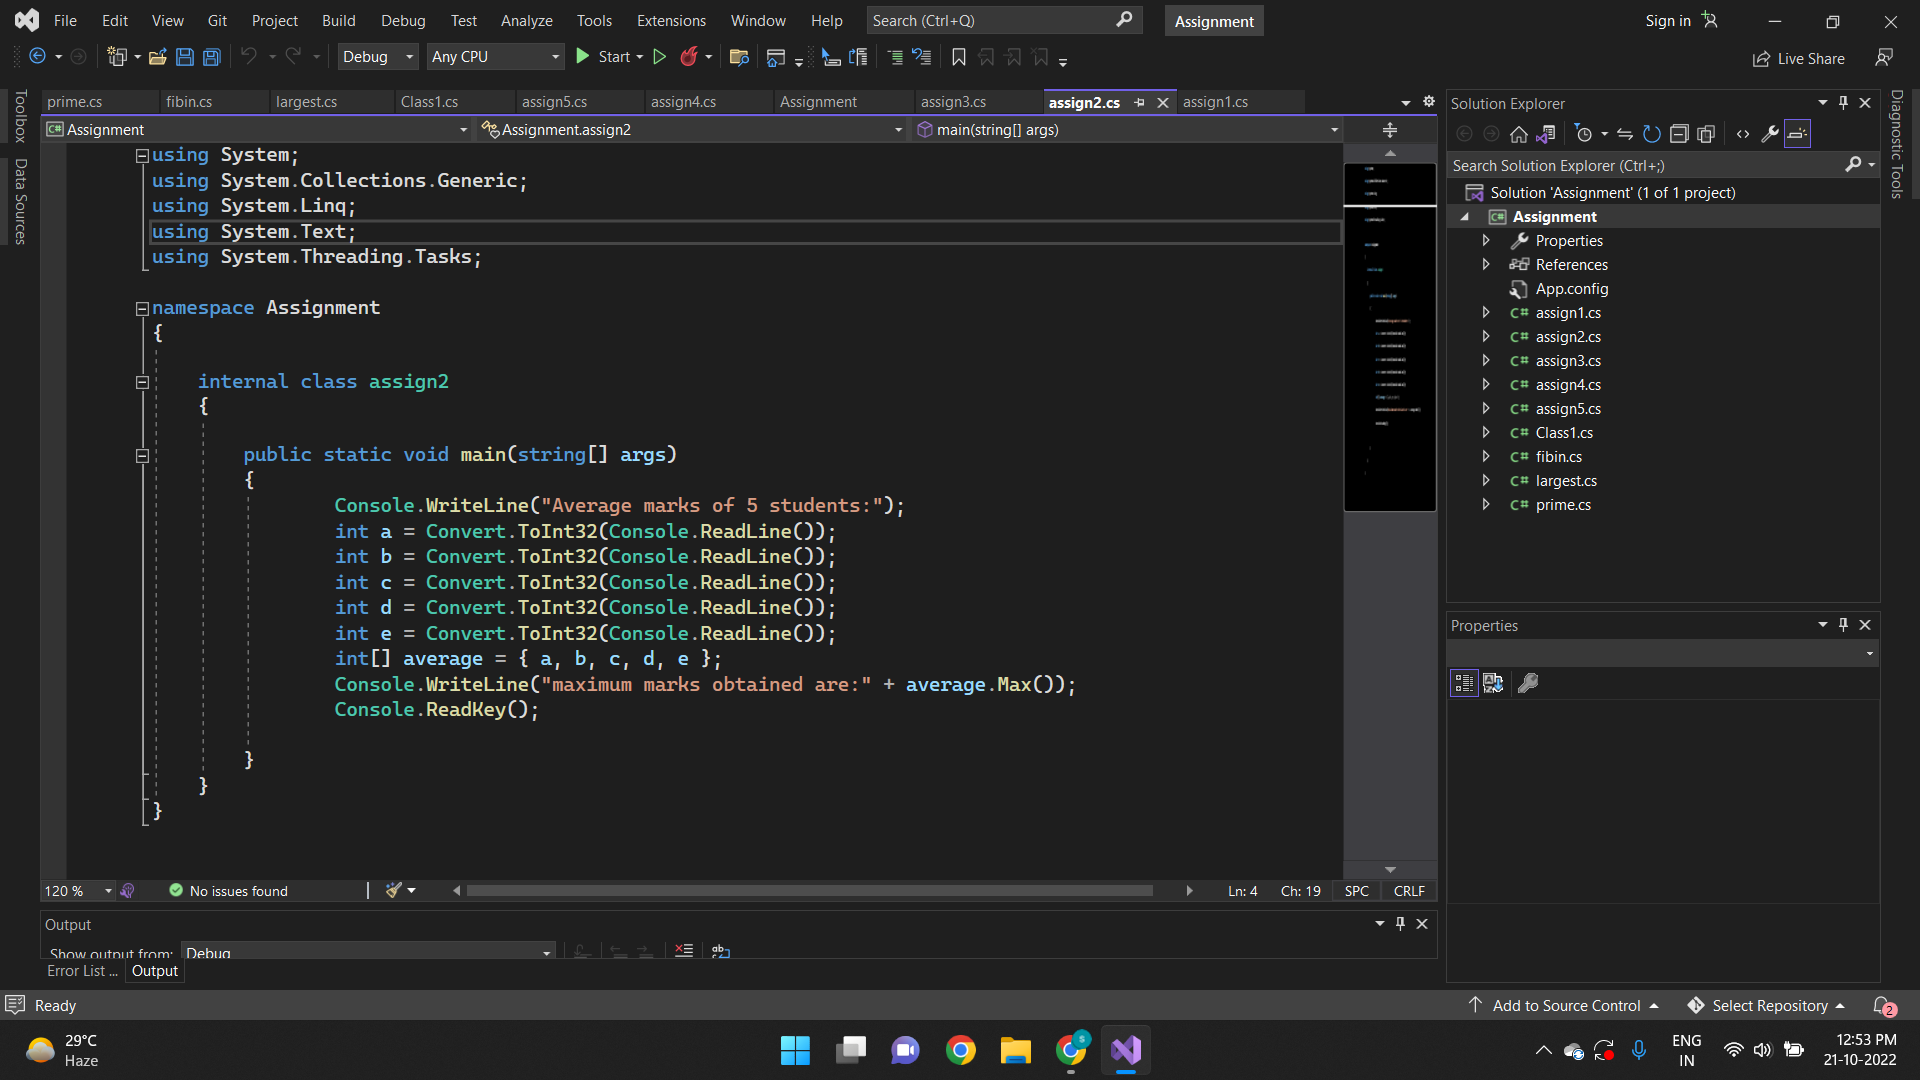 File Edit View Git Project Build Debug Test Analyze Tools Extensions Window Help Search (Ctrl+Q) Assignment Sign in
Debug Any CPU Start Live Share
prime.cs fibin.cs largest.cs Class1.cs assign5.cs assign4.cs Assignment assign3.cs assign2.cs assign1.cs
C# Assignment Assignment.assign2 main(string[] args)
Toolbox
Data Sources
using System;
using System.Collections.Generic;
using System.Linq;
using System.Text;
using System.Threading.Tasks;
namespace Assignment
{
internal class assign2
{
public static void main(string[] args)
{
Console.WriteLine("Average marks of 5 students:");
int a = Convert.ToInt32(Console.ReadLine());
int b = Convert.ToInt32(Console.ReadLine());
int c = Convert.ToInt32(Console.ReadLine());
int d = Convert.ToInt32(Console.ReadLine());
int e = Convert.ToInt32(Console.ReadLine());
int[] average = { a, b, c, d, e };
Console.WriteLine("maximum marks obtained are:" + average.Max());
Console.ReadKey();
}
}
}
120 % No issues found Ln: 4 Ch: 19 SPC CRLF
Output
Show output from: Debug
Error List ... Output
Solution Explorer
Search Solution Explorer (Ctrl+;)
Solution 'Assignment' (1 of 1 project)
C# Assignment
Properties
References
App.config
C# assign1.cs
C# assign2.cs
C# assign3.cs
C# assign4.cs
C# assign5.cs
C# Class1.cs
C# fibin.cs
C# largest.cs
C# prime.cs
Properties
Diagnostic Tools
Ready Add to Source Control Select Repository 2
29°C
Haze
S
ENG
IN
12:53 PM
21-10-2022